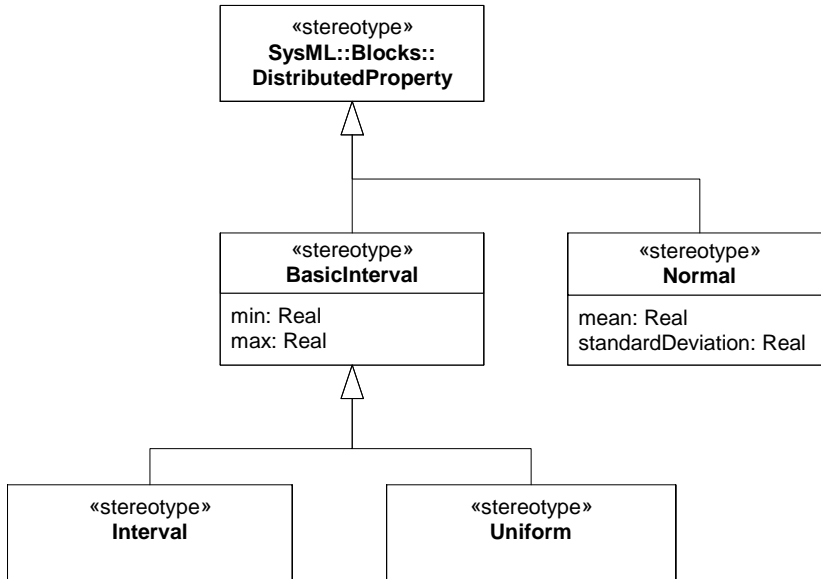 «stereotype»
SysML::Blocks::
DistributedProperty
«stereotype»
BasicInterval
min: Real
max: Real
«stereotype»
Normal
mean: Real
standardDeviation: Real
«stereotype»
Interval
«stereotype»
Uniform